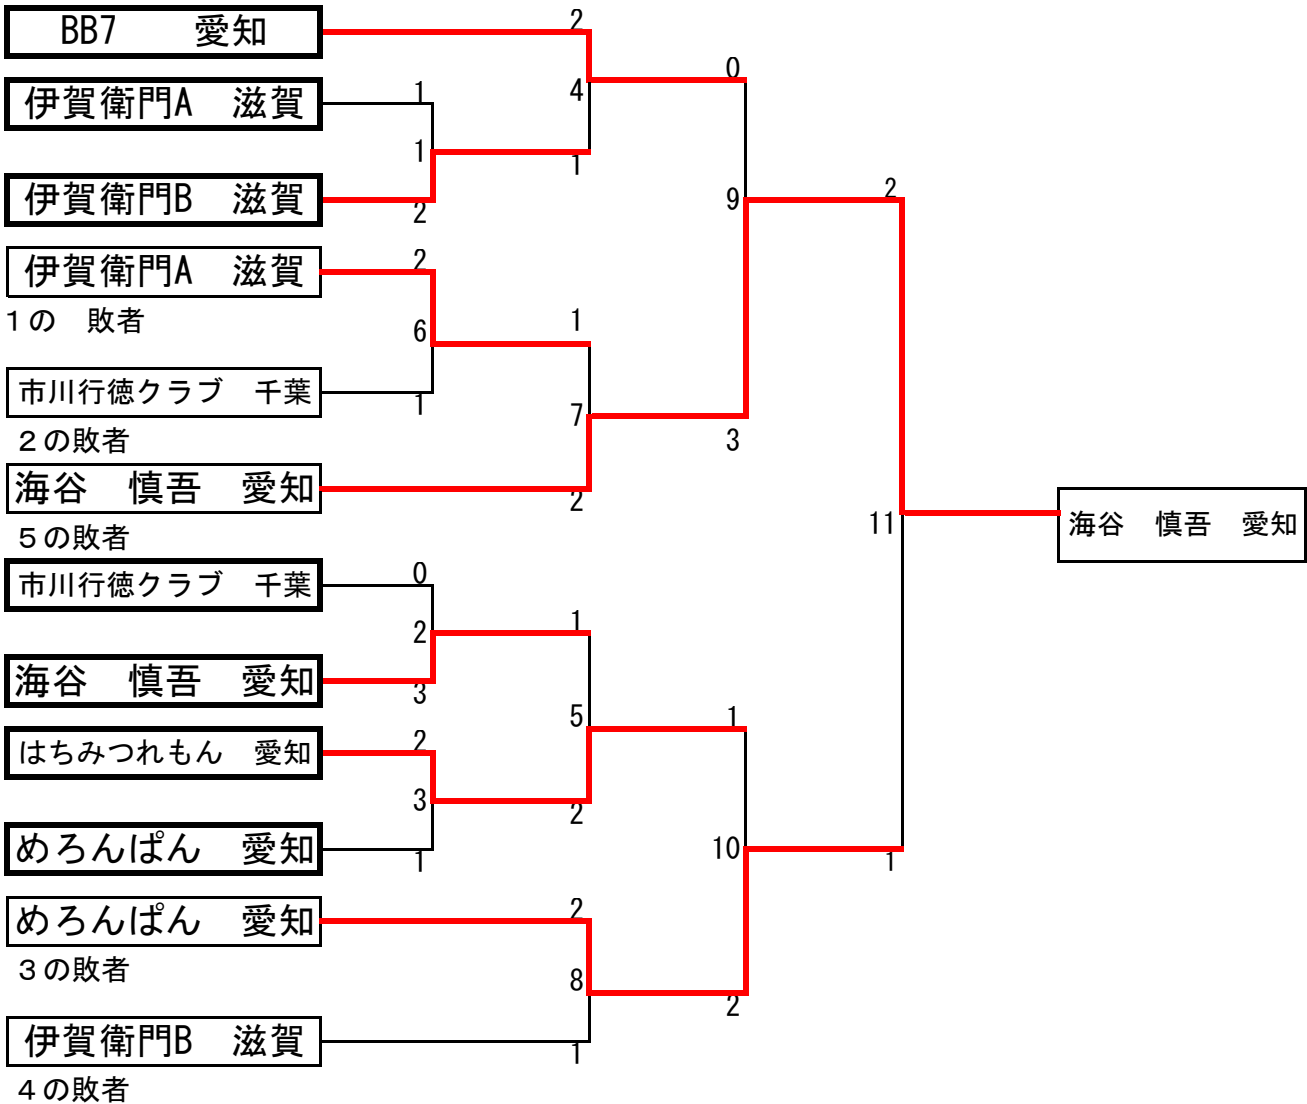 BB7　愛知
2
0
伊賀衛門A　滋賀
1
4
1
1
伊賀衛門B　滋賀
2
9
2
伊賀衛門A　滋賀
2
1の　敗者
6
1
市川行徳クラブ　千葉
1
7
3
2の敗者
海谷　慎吾　愛知
2
5の敗者
11
海谷　慎吾　愛知
市川行徳クラブ　千葉
0
2
1
海谷　慎吾　愛知
3
5
1
はちみつれもん　愛知
2
3
2
めろんぱん　愛知
1
10
1
めろんぱん　愛知
2
3の敗者
8
2
伊賀衛門B　滋賀
1
4の敗者